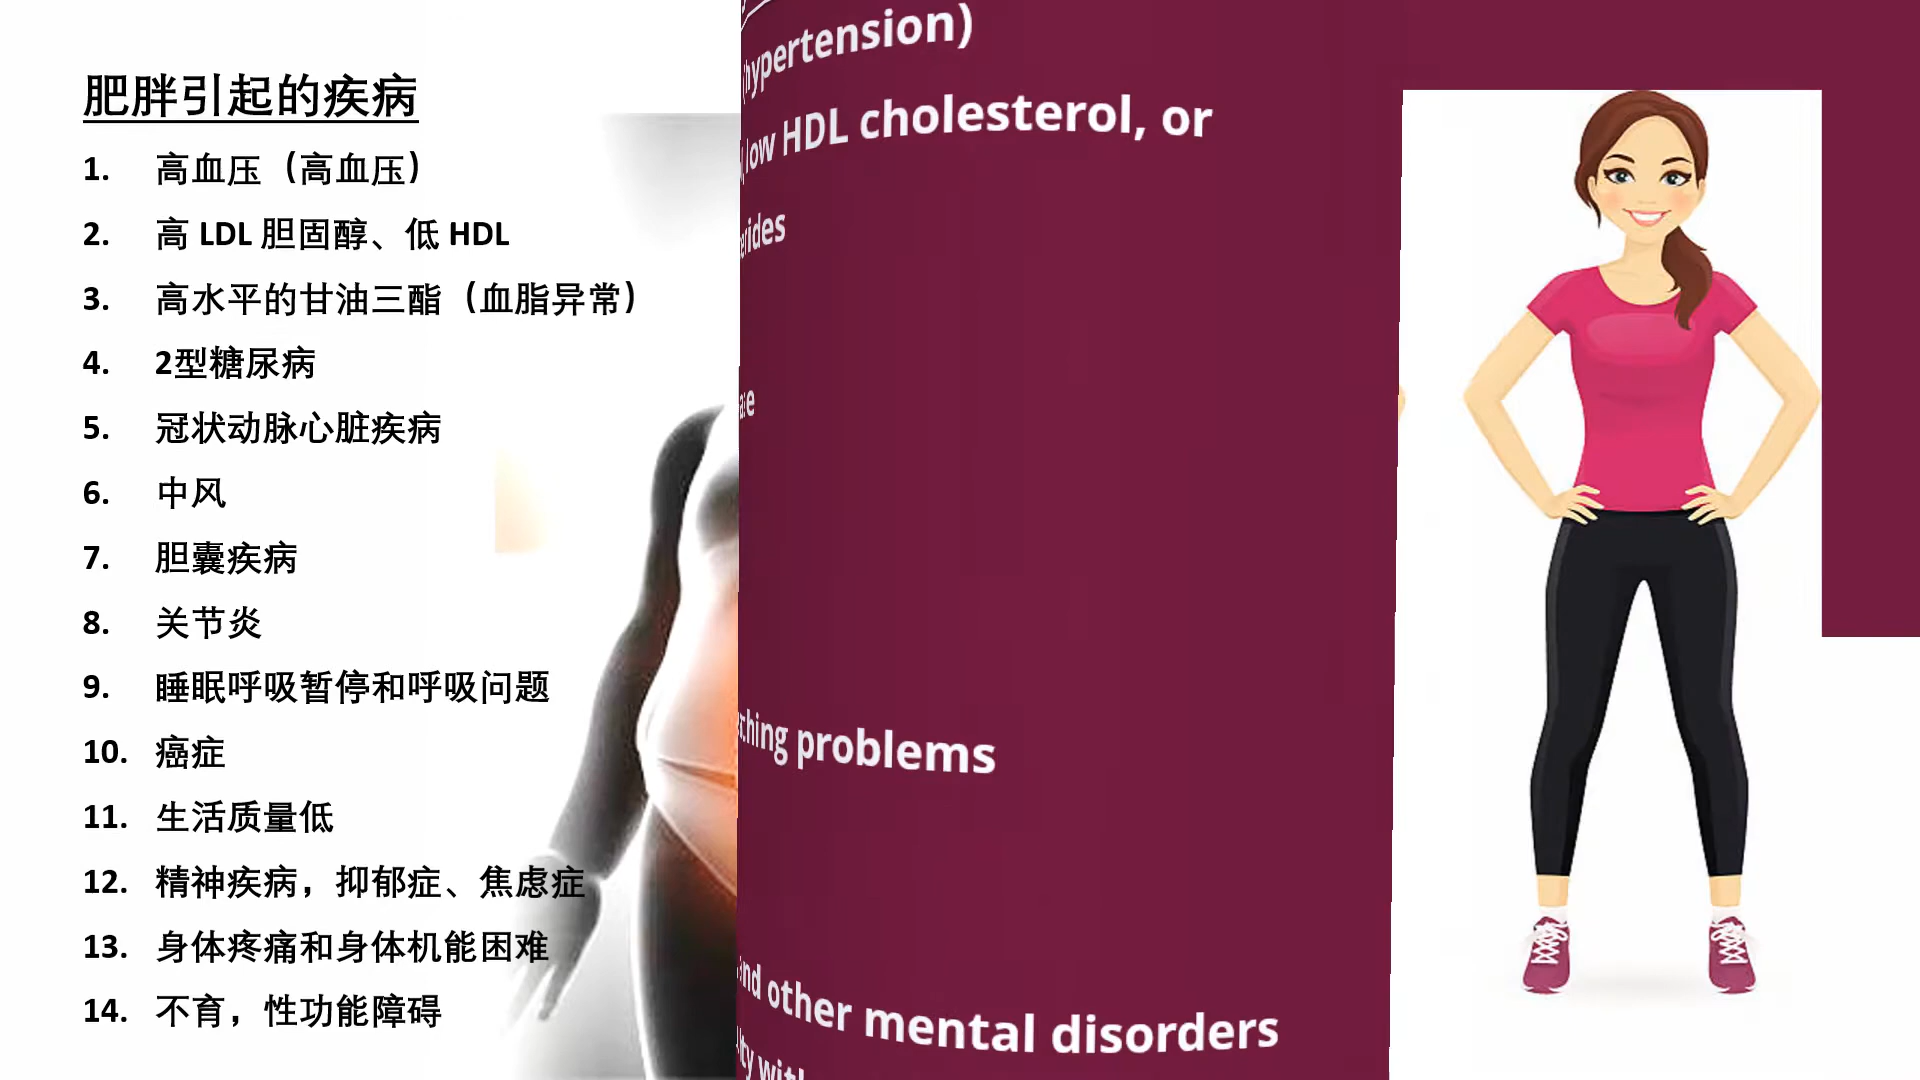 肥胖引起的疾病
1. 高血压（高血压）
2. 高 LDL 胆固醇、低 HDL
3. 高水平的甘油三酯（血脂异常）
4. 2型糖尿病
5. 冠状动脉心脏疾病
6. 中风
7. 胆囊疾病
8. 关节炎
9. 睡眠呼吸暂停和呼吸问题
10. 癌症
11. 生活质量低
12. 精神疾病，抑郁症、焦虑症
13. 身体疼痛和身体机能困难
14. 不育，性功能障碍
hypertension)
low HDL cholesterol, or
problems
other mental disorders